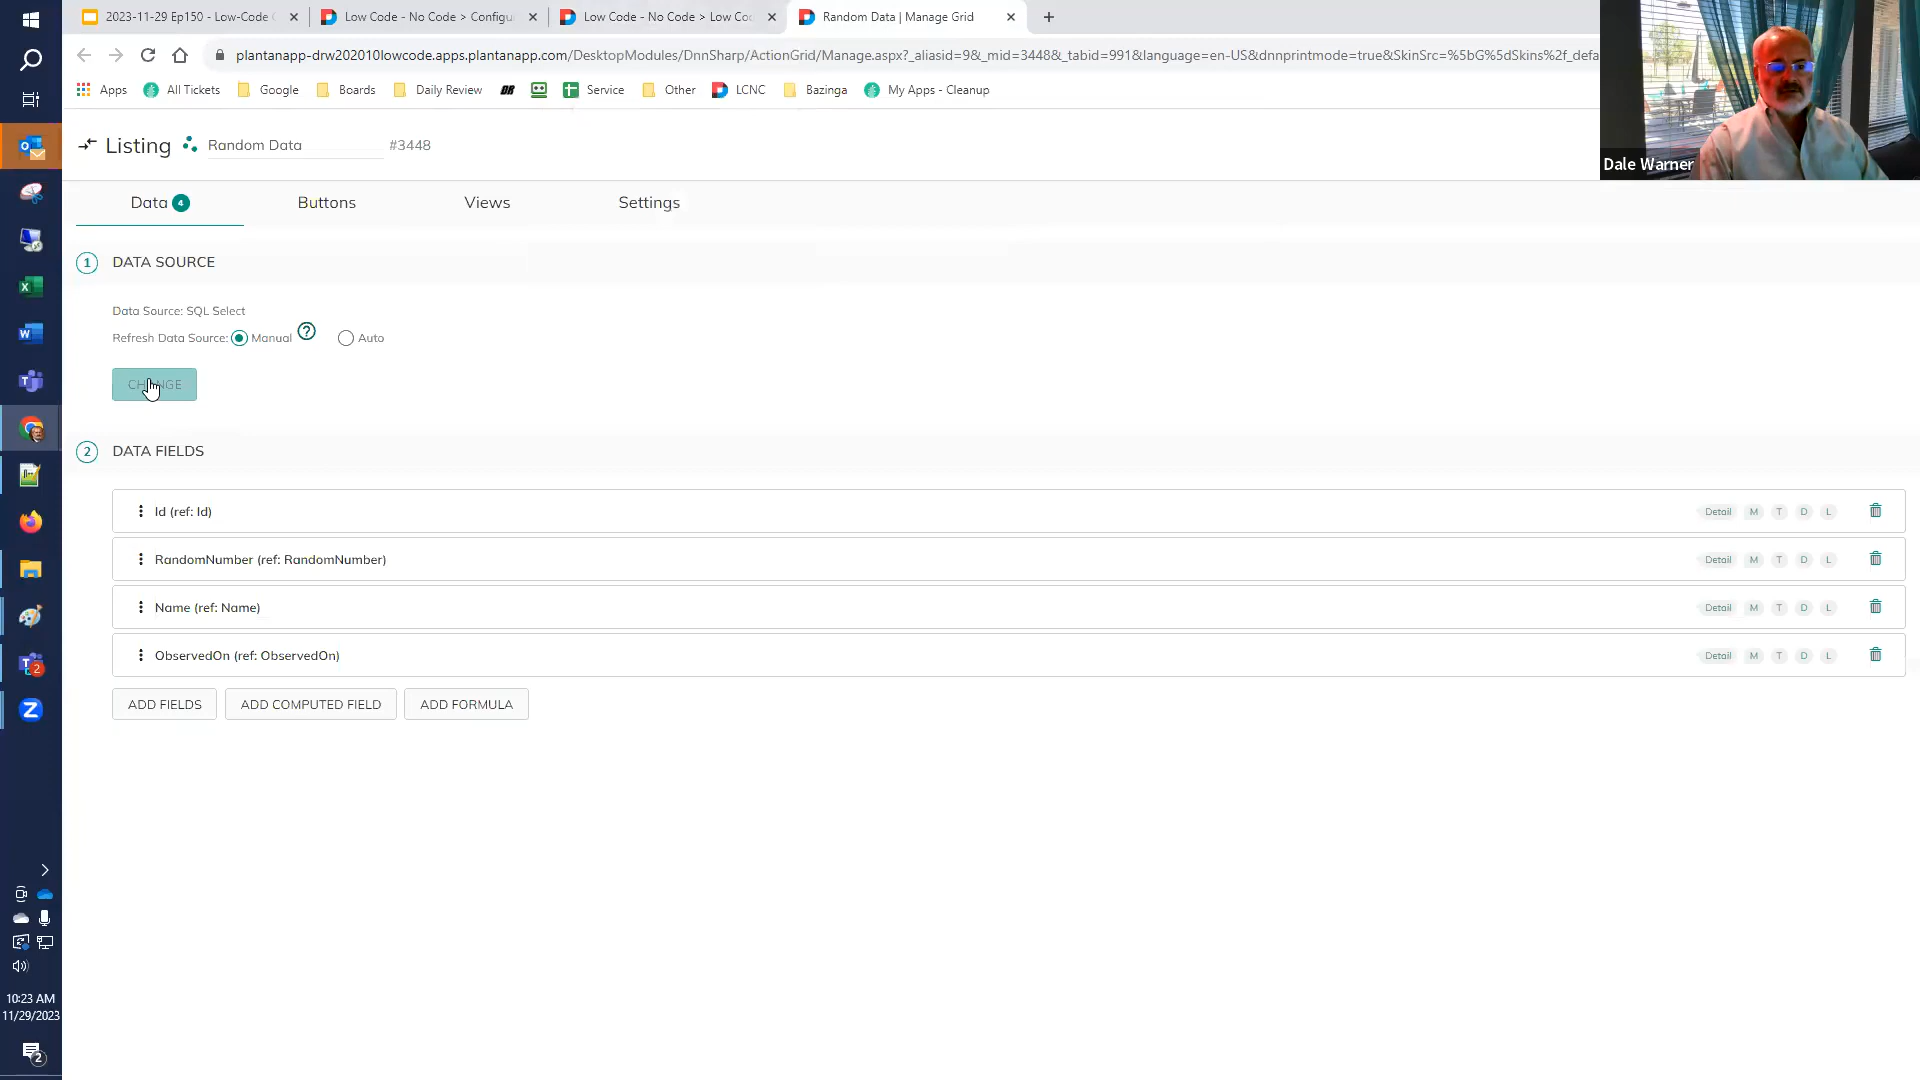 2023-11-29 Ep150 - Low-Code
Low Code - No Code > Configu
Low Code - No Code > Low Co
Random Data | Manage Grid
plantanapp-drw202010lowcode.apps.plantanapp.com/DesktopModules/DnnSharp/ActionGrid/Manage.aspx?_aliasid=9&_mid=3448&_tabid=991&language=en-US&dnnprintmode=true&SkinSrc=%5bG%5dSkins%2f_defa
Apps
All Tickets
Google
Boards
Daily Review
DR
Service
Other
LCNC
Bazinga
My Apps - Cleanup
Dale Warner
Listing
Random Data
#3448
Data 4
Buttons
Views
Settings
1 DATA SOURCE
Data Source: SQL Select
Refresh Data Source: Manual ? Auto
CHANGE
2 DATA FIELDS
Id (ref: Id)
Detail M T D L
RandomNumber (ref: RandomNumber)
Detail M T D L
Name (ref: Name)
Detail M T D L
ObservedOn (ref: ObservedOn)
Detail M T D L
ADD FIELDS
ADD COMPUTED FIELD
ADD FORMULA
10:23 AM
11/29/2023
2